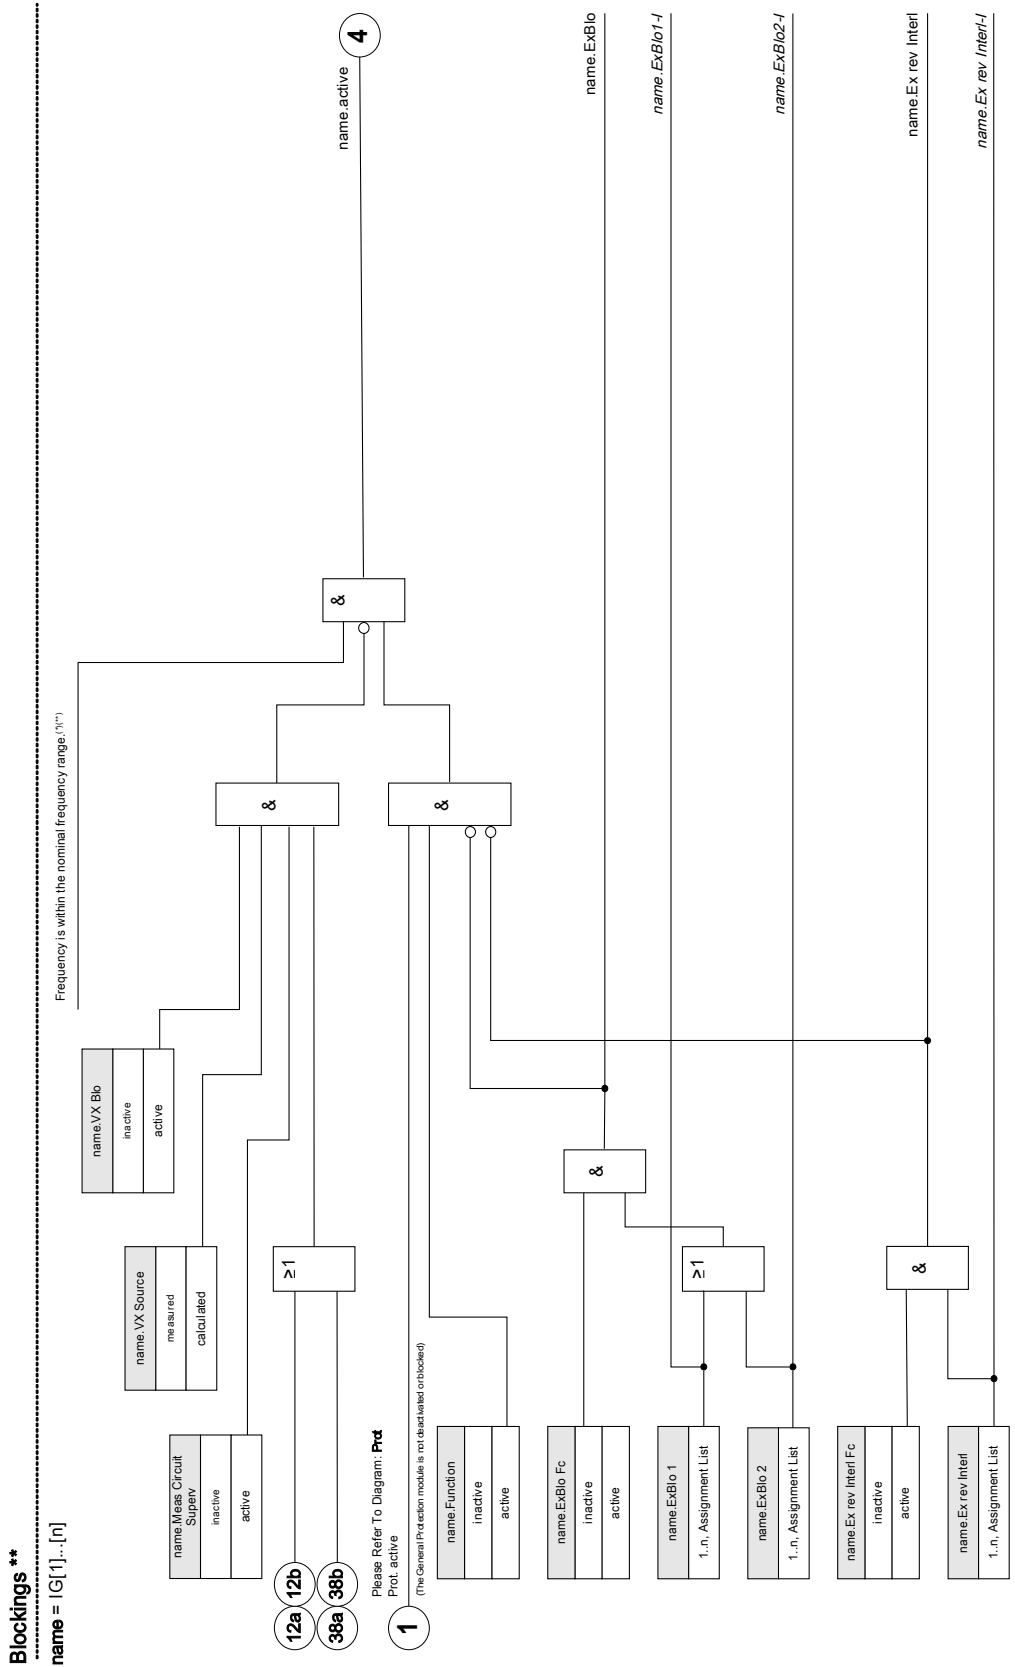 Blockings **
name = IG[1]...[n]
Frequency is within the nominal frequency range.(*)(**)
name.VX Blo
inactive
active
name.VX Source
measured
calculated
name.Meas Circuit
Superv
inactive
active
12a
12b
38a
38b
≥1
&
&
&
name.active
4
Please Refer To Diagram: Prot
Prot. active
(The General Protection module is not deactivated or blocked)
1
name.Function
inactive
active
name.ExBlo Fc
inactive
active
&
name.ExBlo
name.ExBlo 1
1..n, Assignment List
≥1
name.ExBlo1-I
name.ExBlo 2
1..n, Assignment List
name.ExBlo2-I
name.Ex rev Interl Fc
inactive
active
&
name.Ex rev Interl
name.Ex rev Interl
1..n, Assignment List
name.Ex rev Interl-I